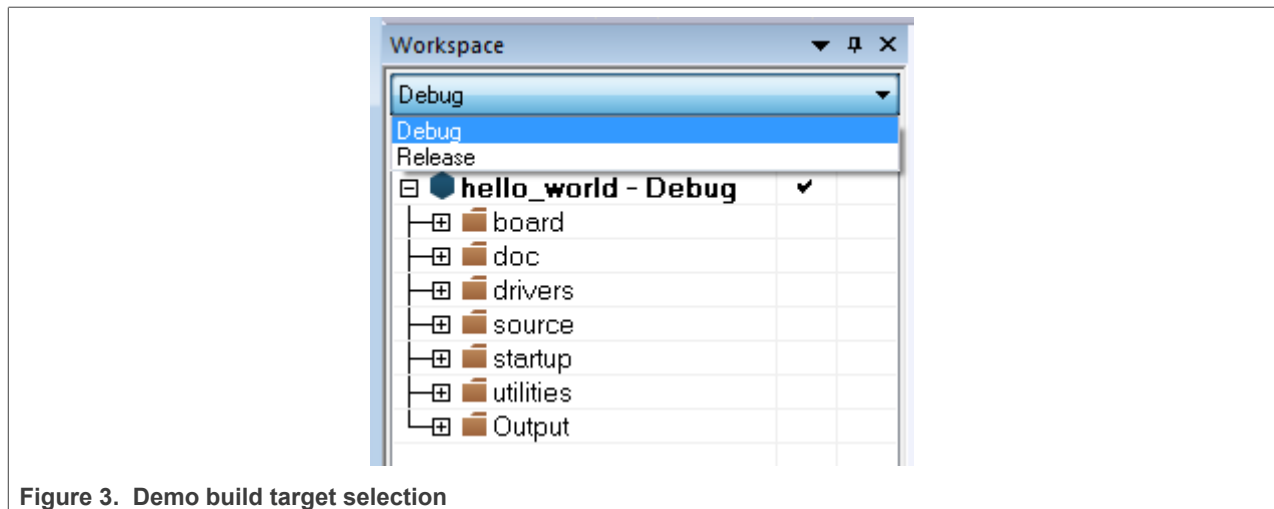 Workspace
Debug
Debug
Release
hello_world - Debug
board
doc
drivers
source
startup
utilities
Output
Figure 3. Demo build target selection